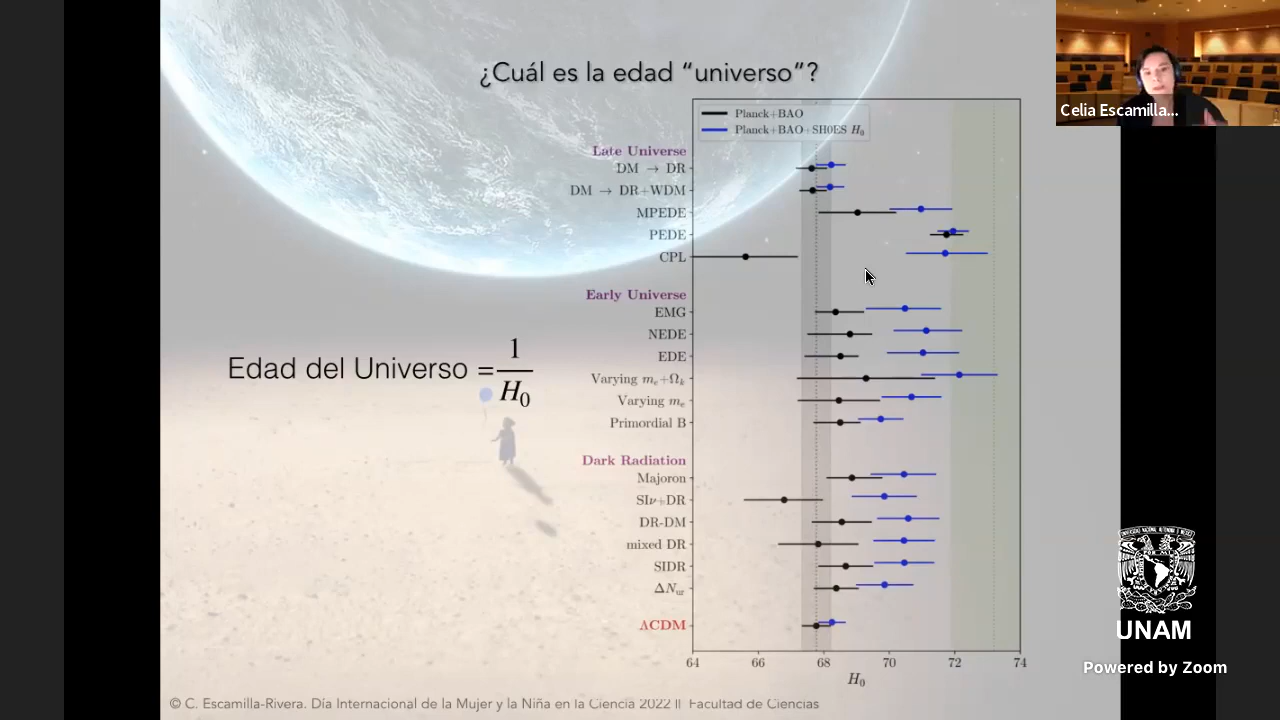 ¿Cuál es la edad “universo”?
Celia Escamilla...
Planck+BAO
Planck+BAO+SH0ES H₀
Late Universe
DM → DR
DM → DR+WDM
MPEDE
PEDE
CPL
Early Universe
EMG
NEDE
EDE
Varying mₑ+Ωₖ
Varying mₑ
Primordial B
Dark Radiation
Majoron
SIν+DR
DR-DM
mixed DR
SIDR
ΔN_ur
ΛCDM
64 66 68 70 72 74
H₀
Edad del Universo = 1/H₀
UNAM
Powered by Zoom
© C. Escamilla-Rivera. Día Internacional de la Mujer y la Niña en la Ciencia 2022 II Facultad de Ciencias